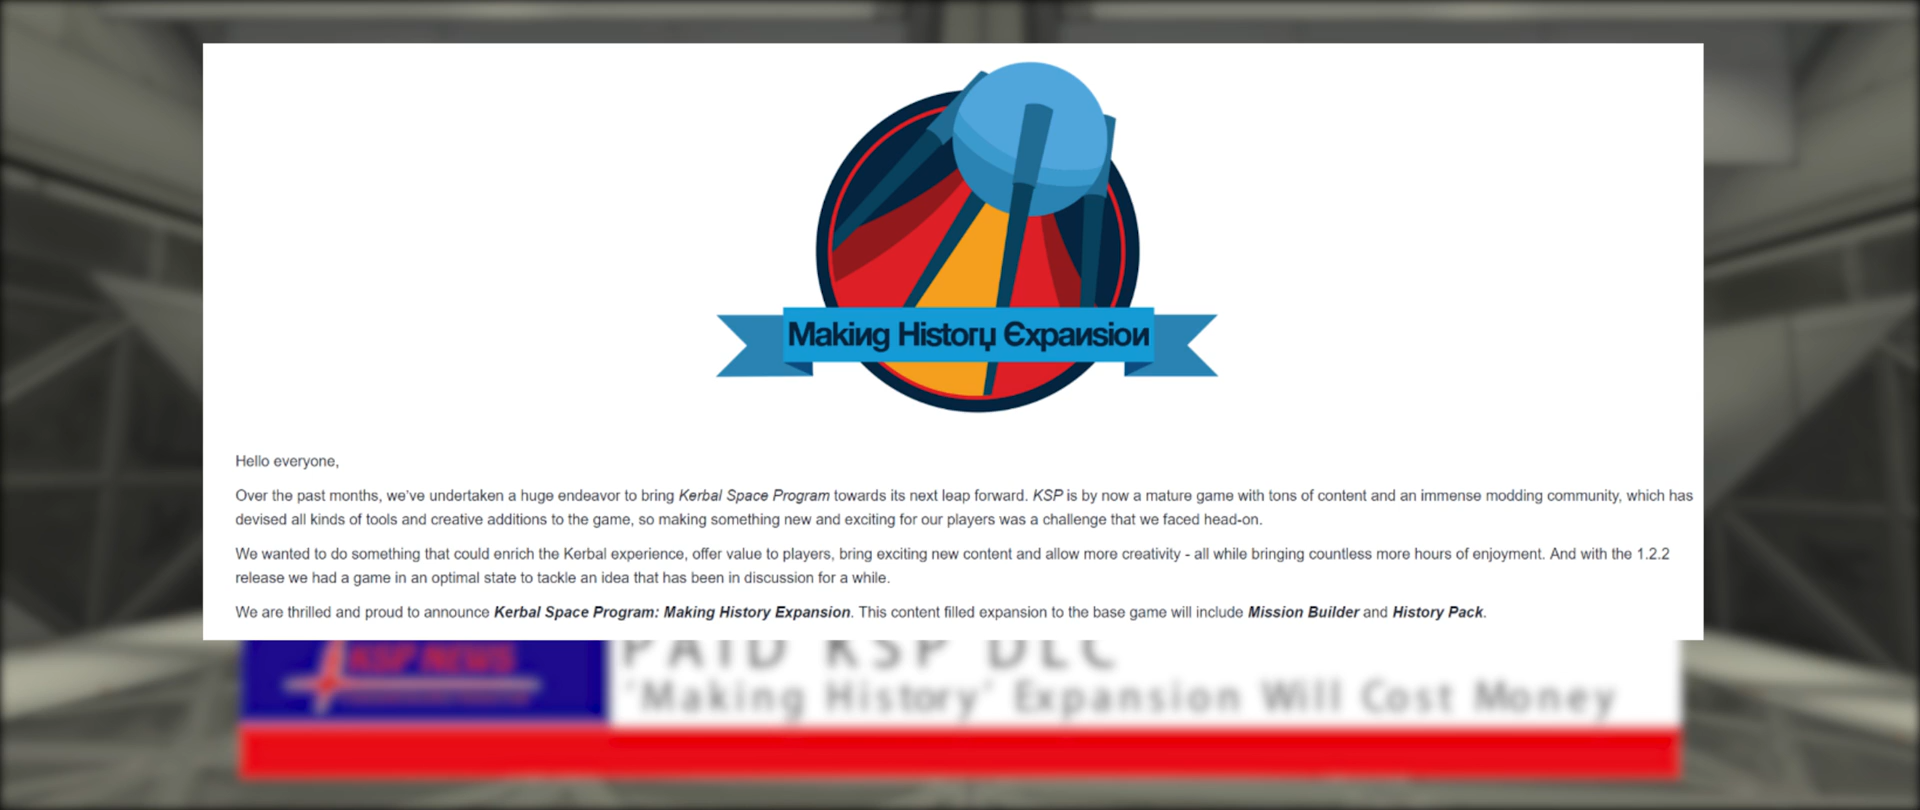 Makiиg Historџ Єxpaиsioи
Hello everyone,
Over the past months, we've undertaken a huge endeavor to bring Kerbal Space Program towards its next leap forward. KSP is by now a mature game with tons of content and an immense modding community, which has
devised all kinds of tools and creative additions to the game, so making something new and exciting for our players was a challenge that we faced head-on.
We wanted to do something that could enrich the Kerbal experience, offer value to players, bring exciting new content and allow more creativity - all while bringing countless more hours of enjoyment. And with the 1.2.2
release we had a game in an optimal state to tackle an idea that has been in discussion for a while.
We are thrilled and proud to announce Kerbal Space Program: Making History Expansion. This content filled expansion to the base game will include Mission Builder and History Pack.
KSP NEWS
PAID KSP DLC
'Making History' Expansion Will Cost Money